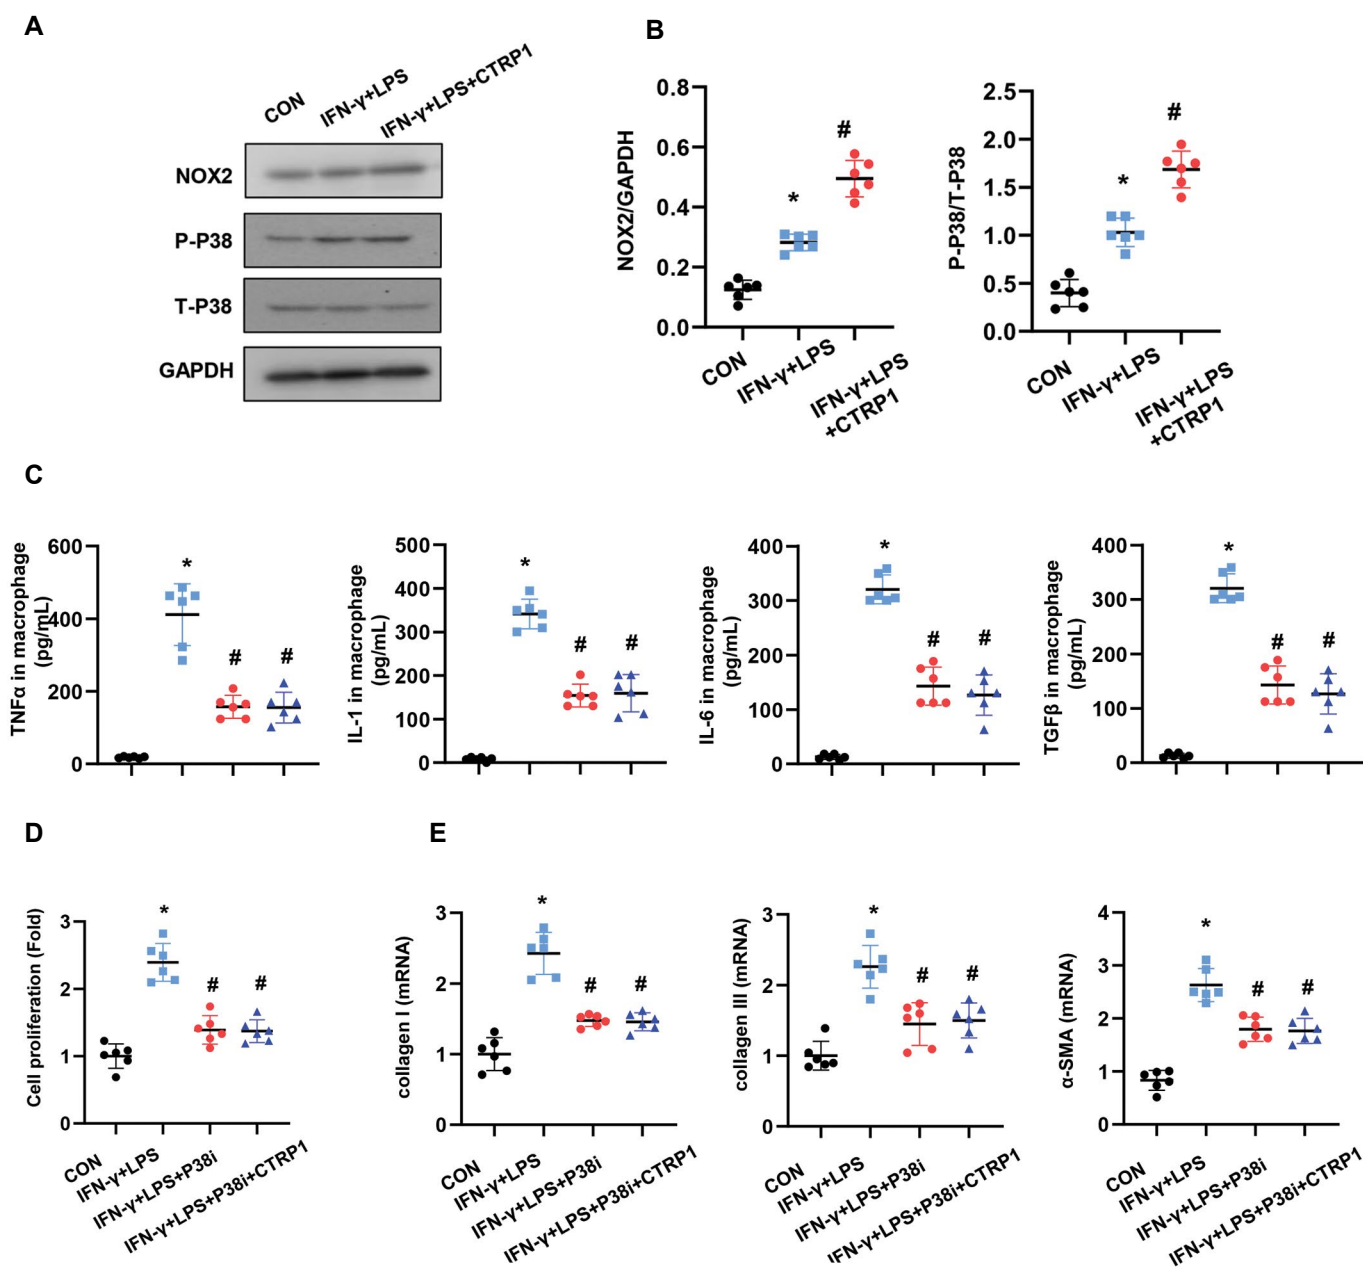 A
CON
IFN-γ+LPS
IFN-γ+LPS+CTRP1
NOX2
P-P38
T-P38
GAPDH
B
NOX2/GAPDH
0.8
0.6
0.4
0.2
0.0
*
#
CON
IFN-γ+LPS
IFN-γ+LPS
+CTRP1
P-P38/T-P38
2.5
2.0
1.5
1.0
0.5
0.0
*
#
CON
IFN-γ+LPS
IFN-γ+LPS
+CTRP1
C
TNFα in macrophage
(pg/mL)
600
400
200
0
*
#
#
IL-1 in macrophage
(pg/mL)
500
400
300
200
100
0
*
#
#
IL-6 in macrophage
(pg/mL)
400
300
200
100
0
*
#
#
TGFβ in macrophage
(pg/mL)
400
300
200
100
0
*
#
#
D
Cell proliferation (Fold)
3
2
1
0
*
#
#
CON
IFN-γ+LPS
IFN-γ+LPS+P38i
IFN-γ+LPS+P38i+CTRP1
E
collagen I (mRNA)
3
2
1
0
*
#
#
CON
IFN-γ+LPS
IFN-γ+LPS+P38i
IFN-γ+LPS+P38i+CTRP1
collagen III (mRNA)
3
2
1
0
*
#
#
CON
IFN-γ+LPS
IFN-γ+LPS+P38i
IFN-γ+LPS+P38i+CTRP1
α-SMA (mRNA)
4
3
2
1
0
*
#
#
CON
IFN-γ+LPS
IFN-γ+LPS+P38i
IFN-γ+LPS+P38i+CTRP1